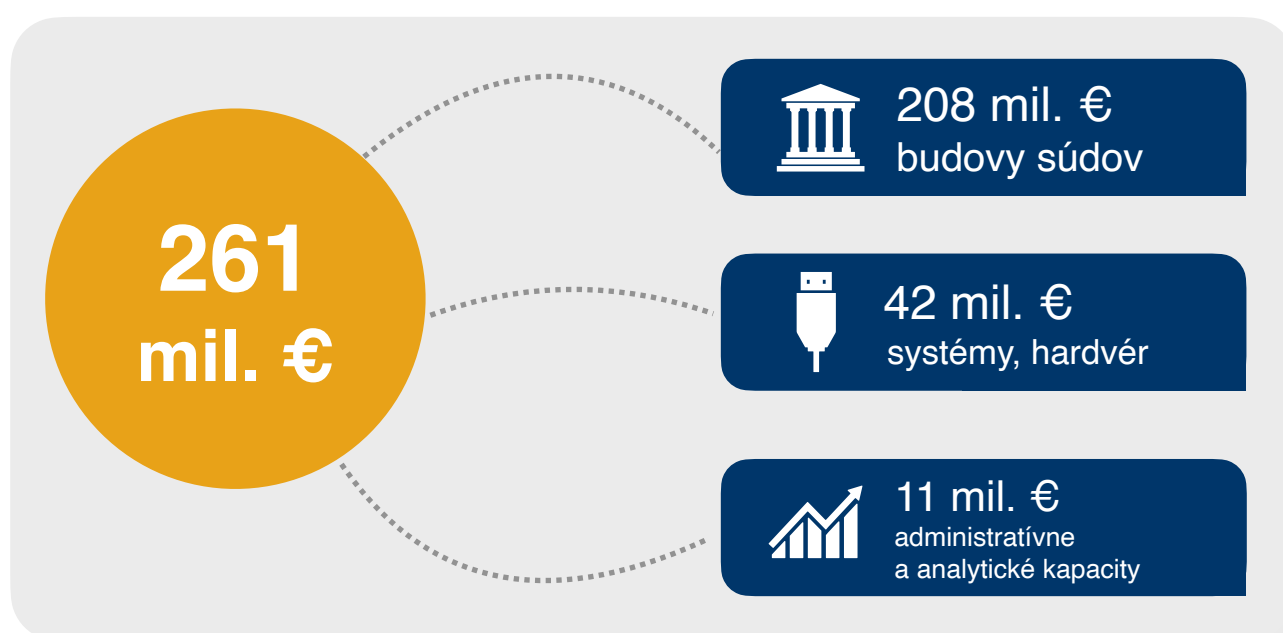 261
mil. €
208 mil. €
budovy súdov
42 mil. €
systémy, hardvér
11 mil. €
administratívne
a analytické kapacity